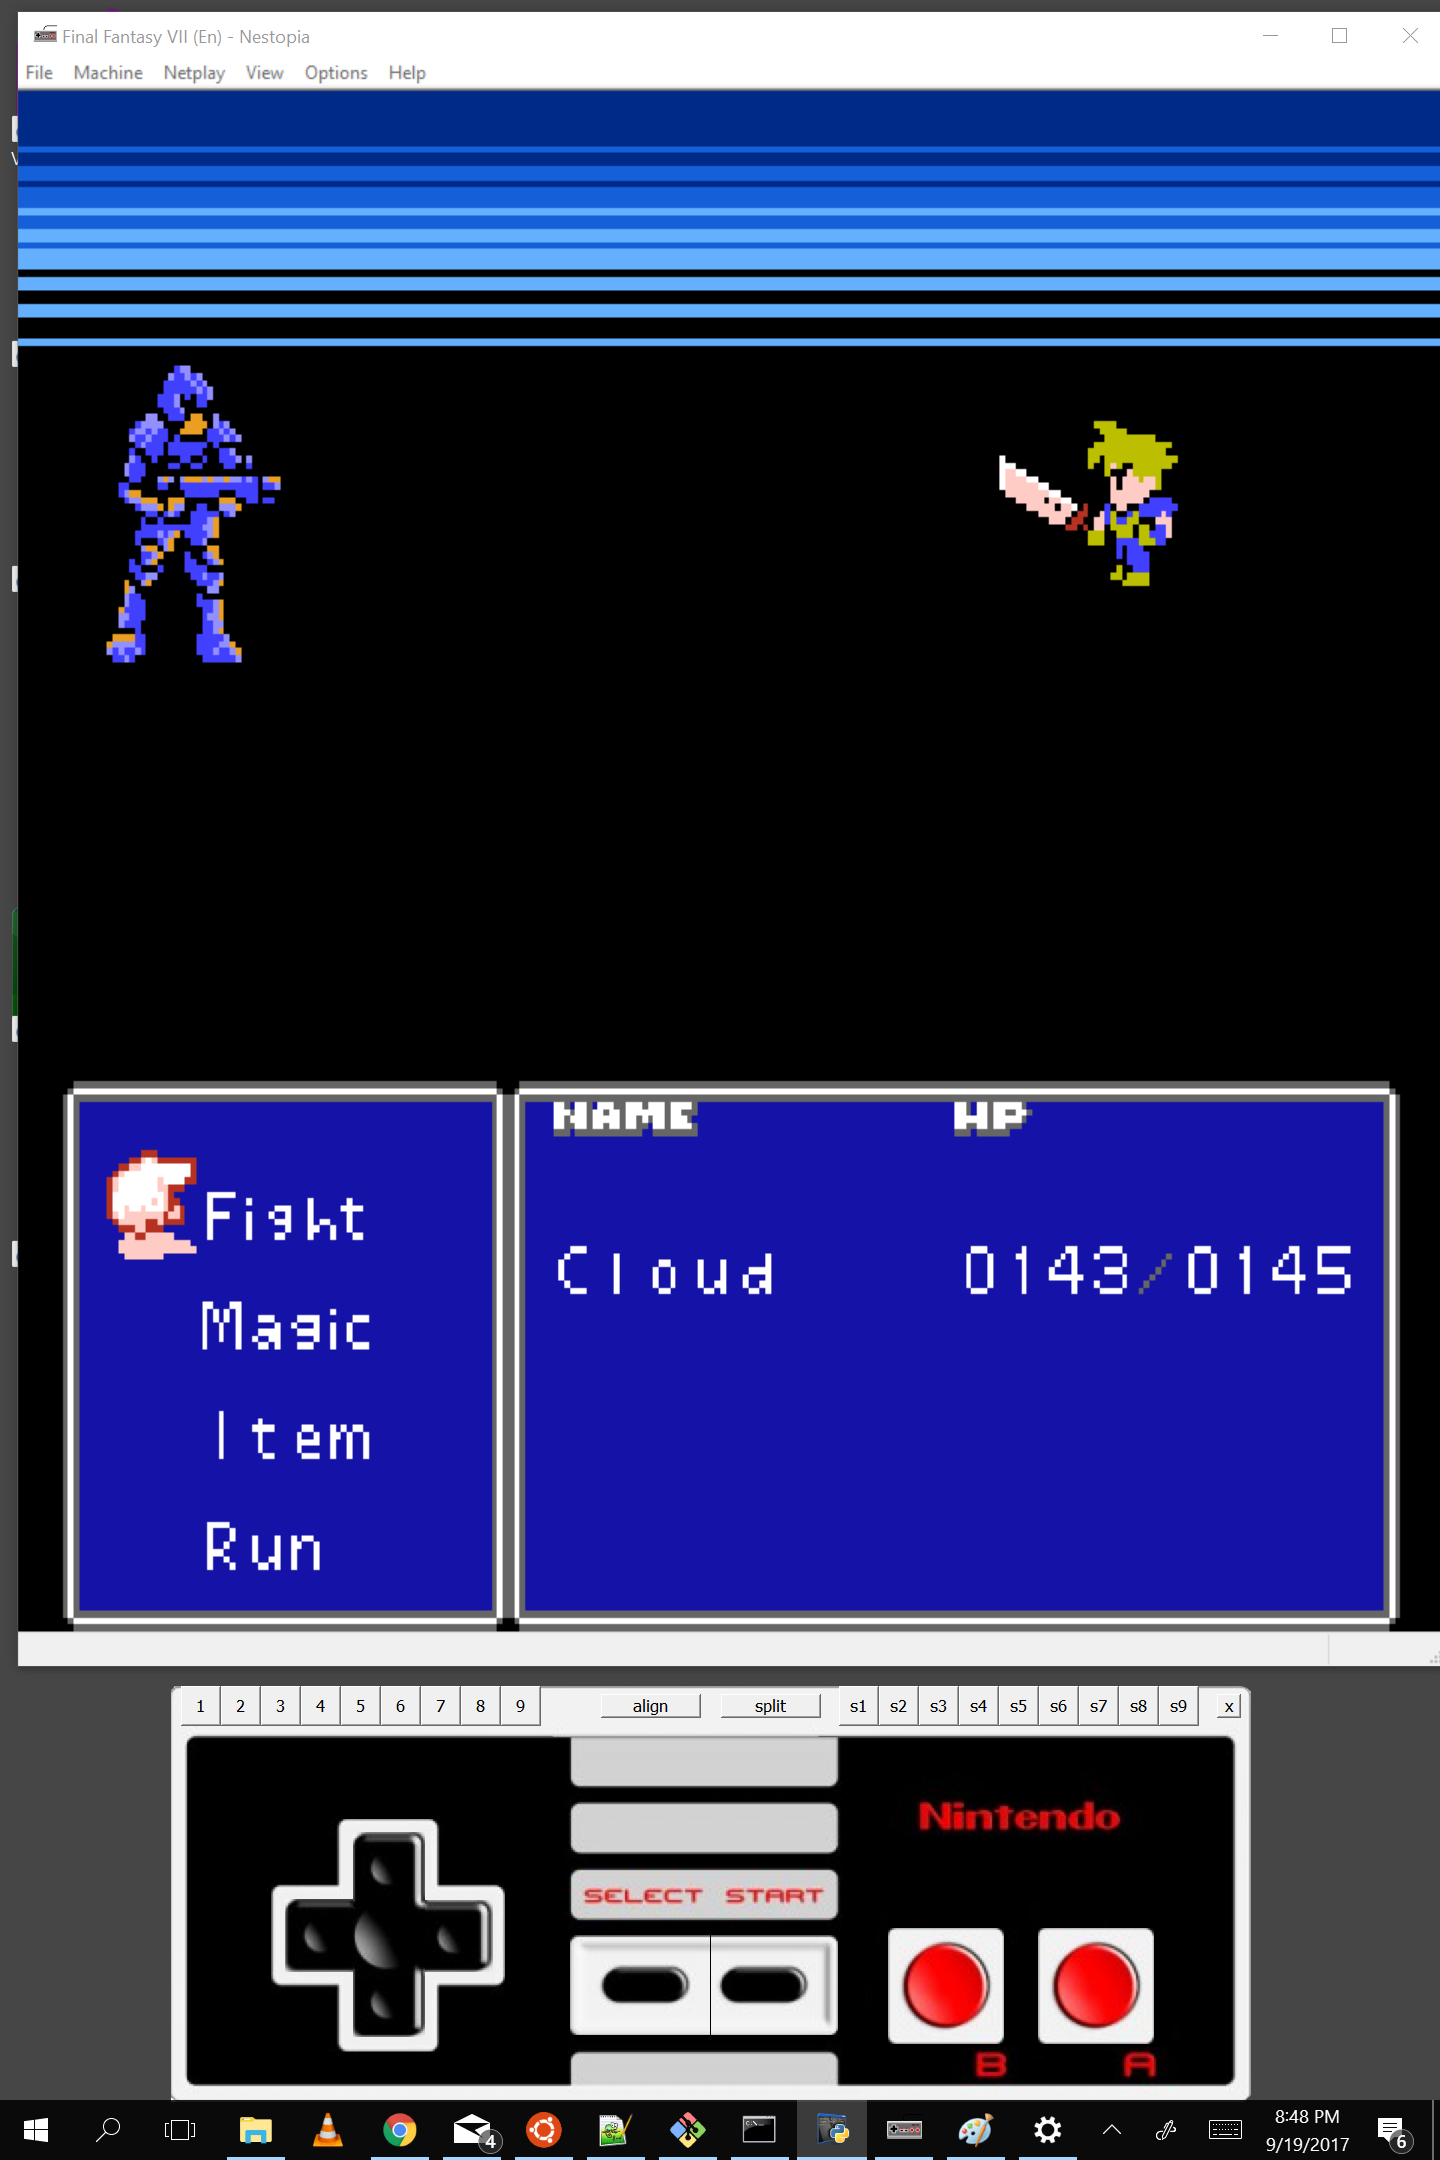 Final Fantasy VII (En) - Nestopia
File Machine Netplay View Options Help
NAME HP
Fight
Cloud 0143/0145
Magic
Item
Run
1 2 3 4 5 6 7 8 9 align split s1 s2 s3 s4 s5 s6 s7 s8 s9 x
Nintendo
SELECT START
B A
4
8:48 PM
9/19/2017
6